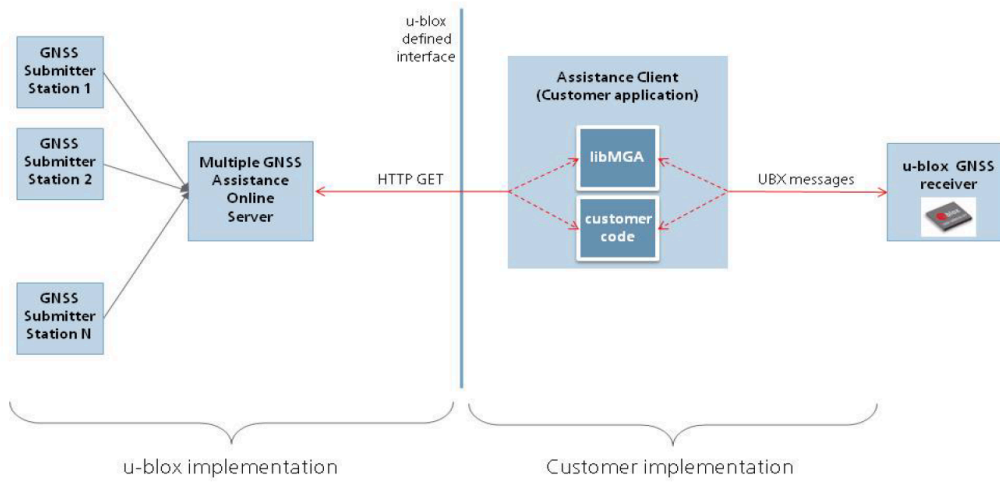 u-blox
defined
interface
GNSS
Submitter
Station 1
GNSS
Submitter
Station 2
GNSS
Submitter
Station N
Multiple GNSS
Assistance
Online
Server
HTTP GET
Assistance Client
(Customer application)
libMGA
customer
code
UBX messages
u-blox GNSS
receiver
u-blox implementation
Customer implementation